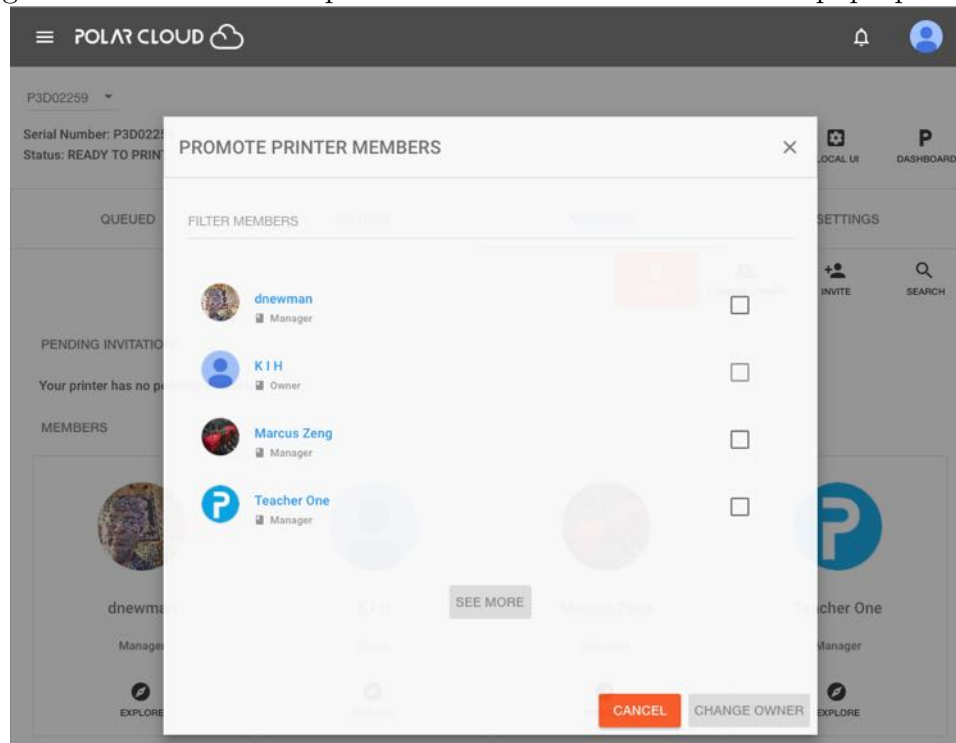 POLAR CLOUD
P3D02259
Serial Number: P3D022
Status: READY TO PRIN
LOCAL UI
DASHBOARD
PROMOTE PRINTER MEMBERS
QUEUED
SETTINGS
FILTER MEMBERS
INVITE
SEARCH
dnewman
Manager
K I H
Owner
Marcus Zeng
Manager
Teacher One
Manager
PENDING INVITATIO
Your printer has no p
MEMBERS
SEE MORE
dnewma
cher One
Manage
Manager
EXPLORE
EXPLORE
CANCEL
CHANGE OWNER